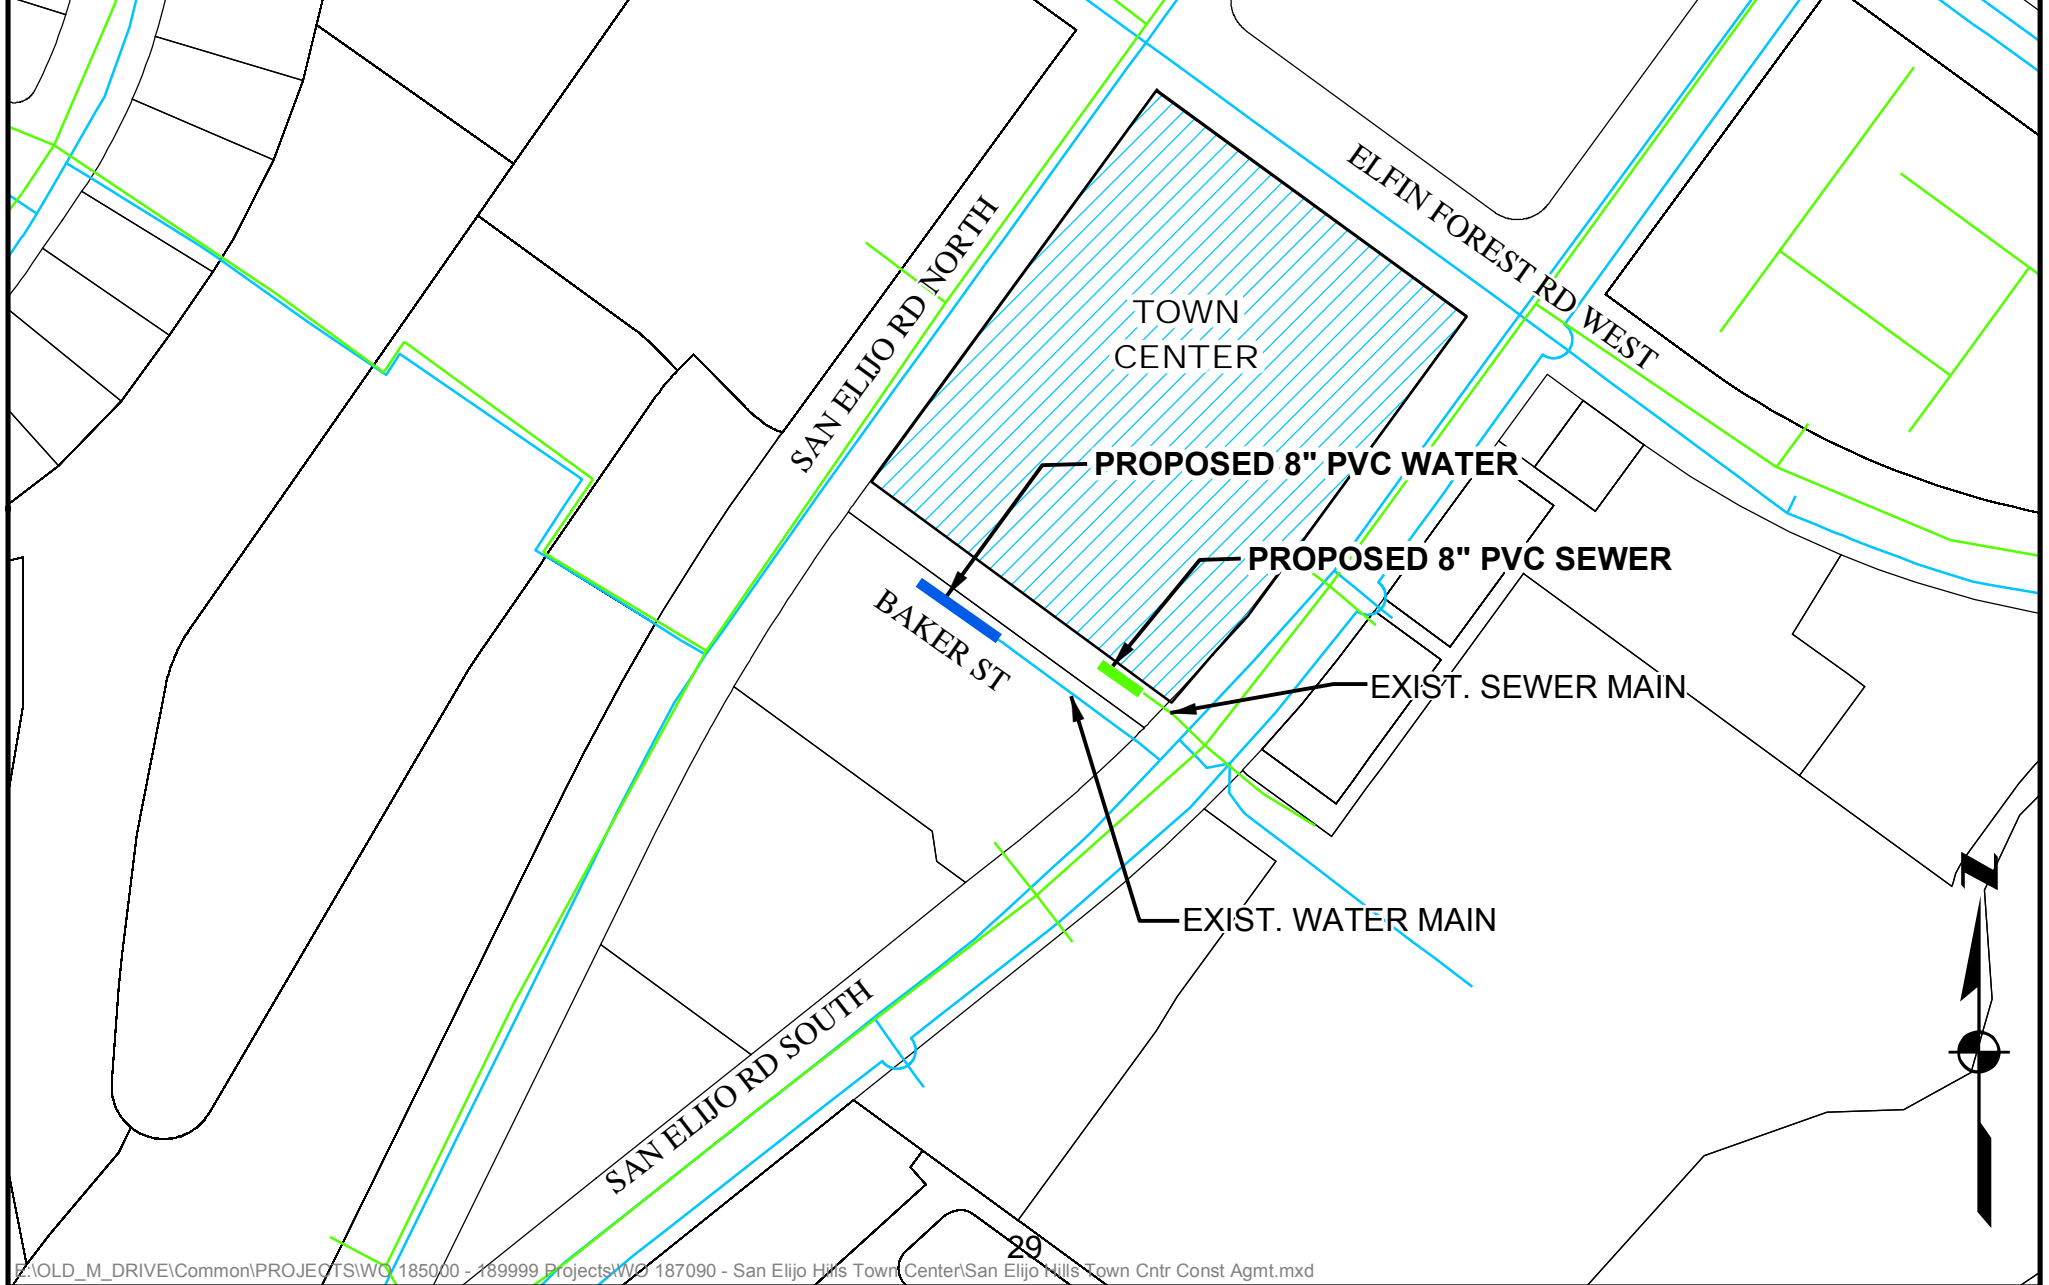 ELFIN FOREST RD WEST
SAN ELIJO RD NORTH
TOWN
CENTER
PROPOSED 8" PVC WATER
PROPOSED 8" PVC SEWER
BAKER ST
EXIST. SEWER MAIN
EXIST. WATER MAIN
N
SAN ELIJO RD SOUTH
29
E:\OLD_M_DRIVE\Common\PROJECTS\WO 185000 - 189999 Projects\WO 187090 - San Elijo Hills Town Center\San Elijo Hills Town Cntr Const Agmt.mxd